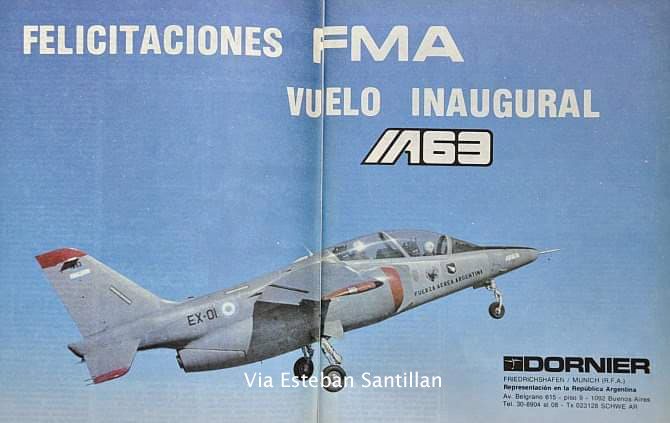 FELICITACIONES FMA
VUELO INAUGURAL
IA63
FUERZA AEREA ARGENTINA
EX-01
DORNIER
FRIEDRICHSHAFEN / MUNICH (R.F.A.)
Representación en la República Argentina
Av. Belgrano 615 - piso 9 - 1092 Buenos Aires
Tel. 30-8904 al 08 - Tx 023128 SCHWE AR
Via Esteban Santillan